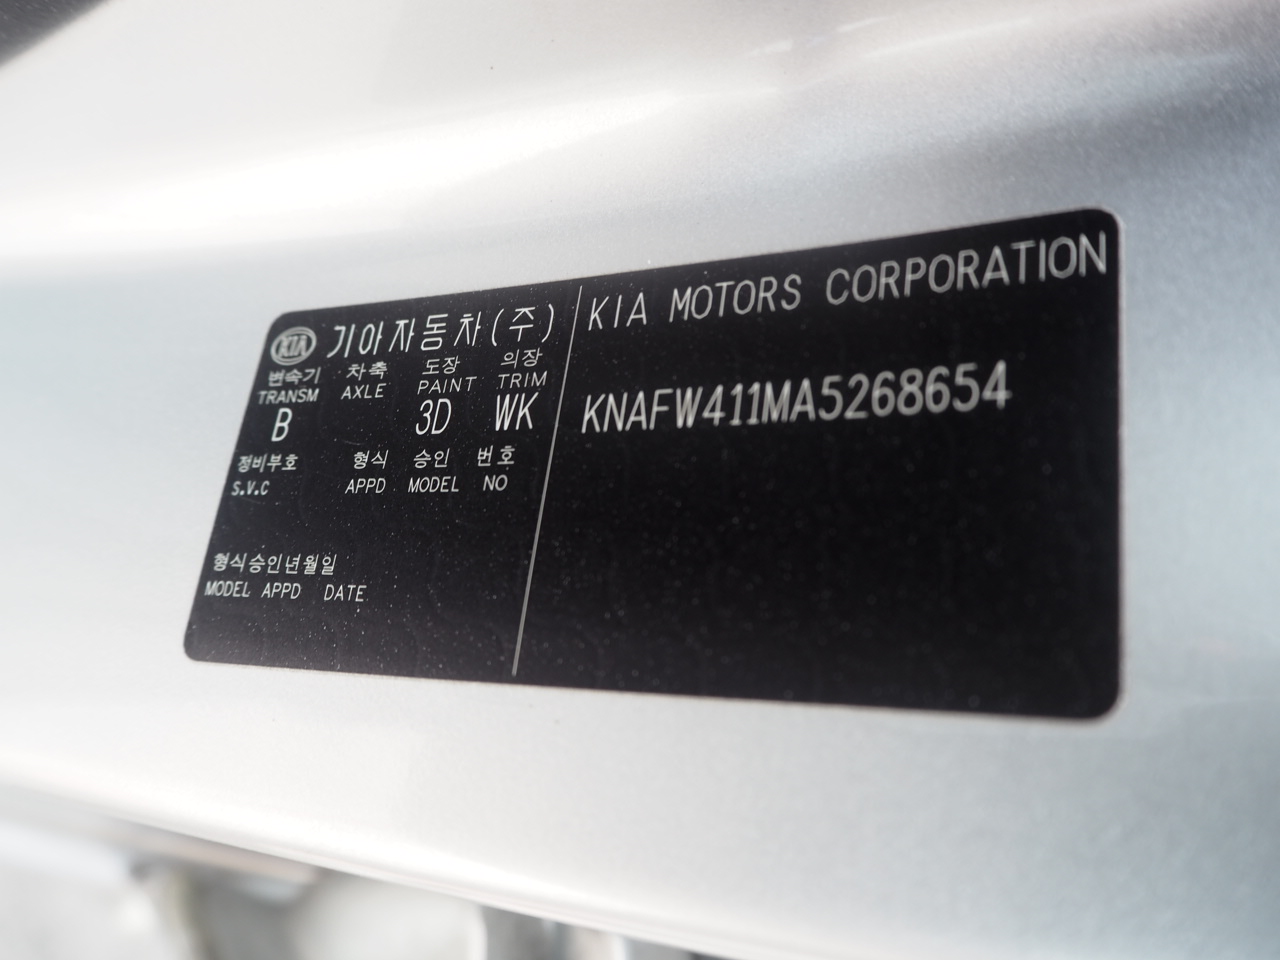 KIA 기아자동차(주)
변속기 차축 도장 의장
TRANSM AXLE PAINT TRIM
B 3D WK
정비부호 형식 승인 번호
S.V.C APPD MODEL NO
형식승인년월일
MODEL APPD DATE
KIA MOTORS CORPORATION
KNAFW411MA5268654